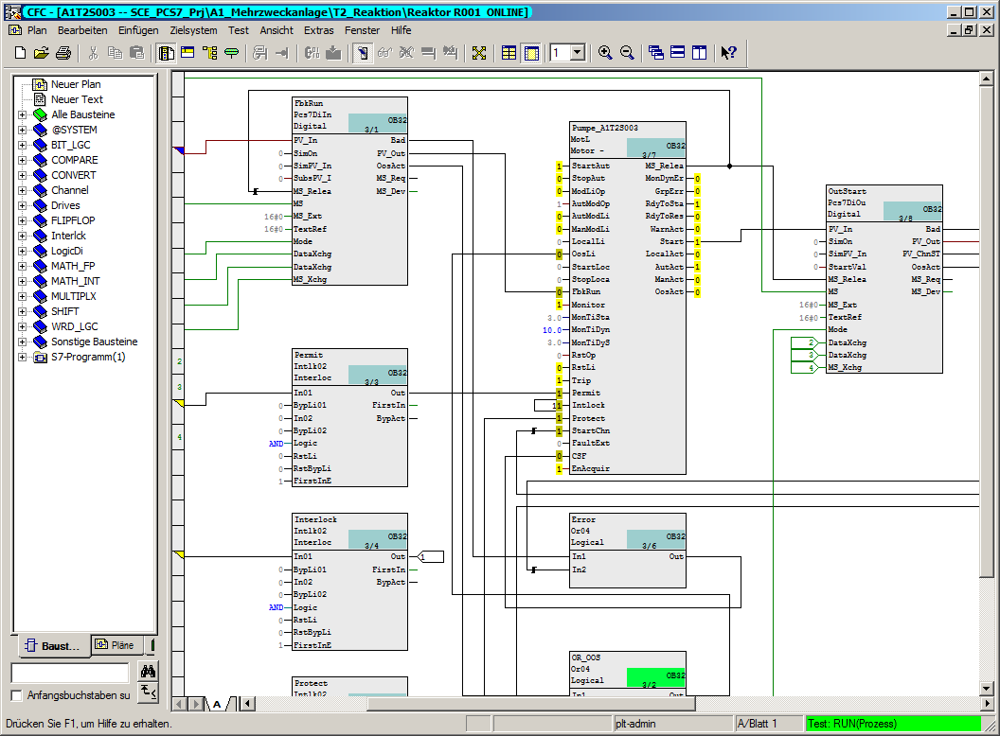 CFC - [A1T2S003 -- SCE_PCS7_Prj\A1_Mehrzweckanlage\T2_Reaktion\Reaktor R001 ONLINE]
Plan Bearbeiten Einfügen Zielsystem Test Ansicht Extras Fenster Hilfe
1
Neuer Plan
Neuer Text
Alle Bausteine
@SYSTEM
BIT_LGC
COMPARE
CONVERT
Channel
Drives
FLIPFLOP
Interlck
LogicDi
MATH_FP
MATH_INT
MULTIPLX
SHIFT
WRD_LGC
Sonstige Bausteine
S7-Programm(1)
Baust...
Pläne
Anfangsbuchstaben su
2
3
4
FbkRun
Pcs7DiIn
Digital
OB32
3/1
PV_In Bad
0 SimOn PV_Out
0 SimPV_In OosAct
0 SubsPV_I MS_Req
MS_Relea MS_Dev
MS
16#0 MS_Ext
16#0 TextRef
Mode
DataXchg
DataXchg
MS_Xchg
Permit
Intlk02
Interloc
OB32
3/3
In01 Out
0 BypLi01 FirstIn
0 In02 BypAct
0 BypLi02
AND Logic
0 RstLi
0 RstBypLi
1 FirstInE
Interlock
Intlk02
Interloc
OB32
3/4
In01 Out 1
0 BypLi01 FirstIn
0 In02 BypAct
0 BypLi02
AND Logic
0 RstLi
0 RstBypLi
1 FirstInE
Protect
Intlk02
OB32
Pumpe_A1T2S003
MotL
Motor -
OB32
3/7
1 StartAut MS_Relea
0 StopAut MonDynEr 0
0 ModLiOp GrpErr 0
1 AutModOp RdyToSta 1
0 AutModLi RdyToRes 0
0 ManModLi WarnAct 0
0 LocalLi Start 1
0 OosLi LocalAct 0
0 StartLoc AutAct 1
0 StopLoca ManAct 0
0 FbkRun OosAct 0
1 Monitor
3.0 MonTiSta
10.0 MonTiDyn
3.0 MonTiDyS
0 RstOp
0 RstLi
1 Trip
1 Permit
1 1 Intlock
1 Protect
1 StartChn
0 FaultExt
0 CSF
1 EnAcquir
Error
Or04
Logical
OB32
3/6
In1 Out
In2
OR_OOS
Or04
Logical
OB32
3/2
In1 Out
OutStart
Pcs7DiOu
Digital
OB32
3/8
PV_In Bad
0 SimOn PV_Out
0 SimPV_In PV_ChnST
0 StartVal OosAct
MS_Relea MS_Req
MS MS_Dev
16#0 MS_Ext
16#0 TextRef
Mode
2 DataXchg
3 DataXchg
4 MS_Xchg
A
Drücken Sie F1, um Hilfe zu erhalten.
plt-admin
A/Blatt 1
Test: RUN(Prozess)